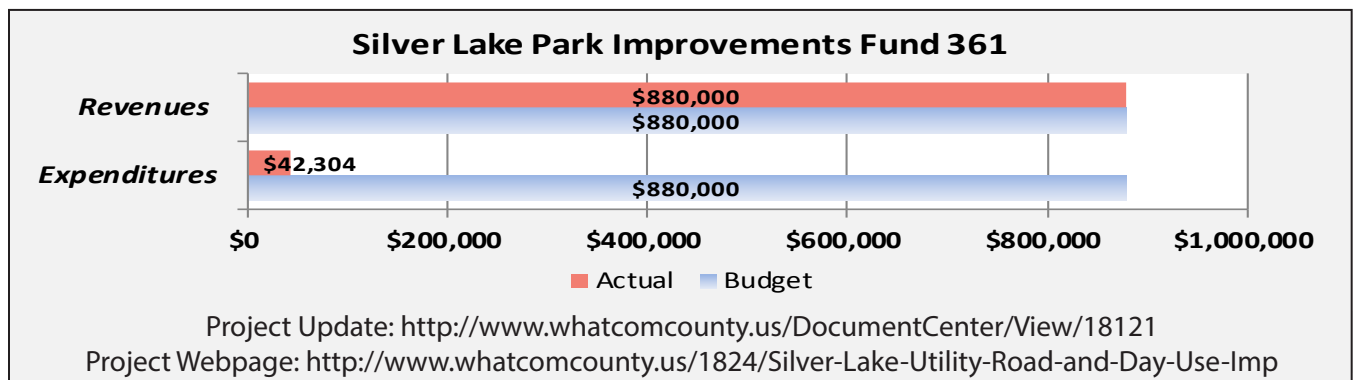 Silver Lake Park Improvements Fund 361
Revenues
$880,000
$880,000
Expenditures
$42,304
$880,000
$0 $200,000 $400,000 $600,000 $800,000 $1,000,000
Actual Budget
Project Update: http://www.whatcomcounty.us/DocumentCenter/View/18121
Project Webpage: http://www.whatcomcounty.us/1824/Silver-Lake-Utility-Road-and-Day-Use-Imp